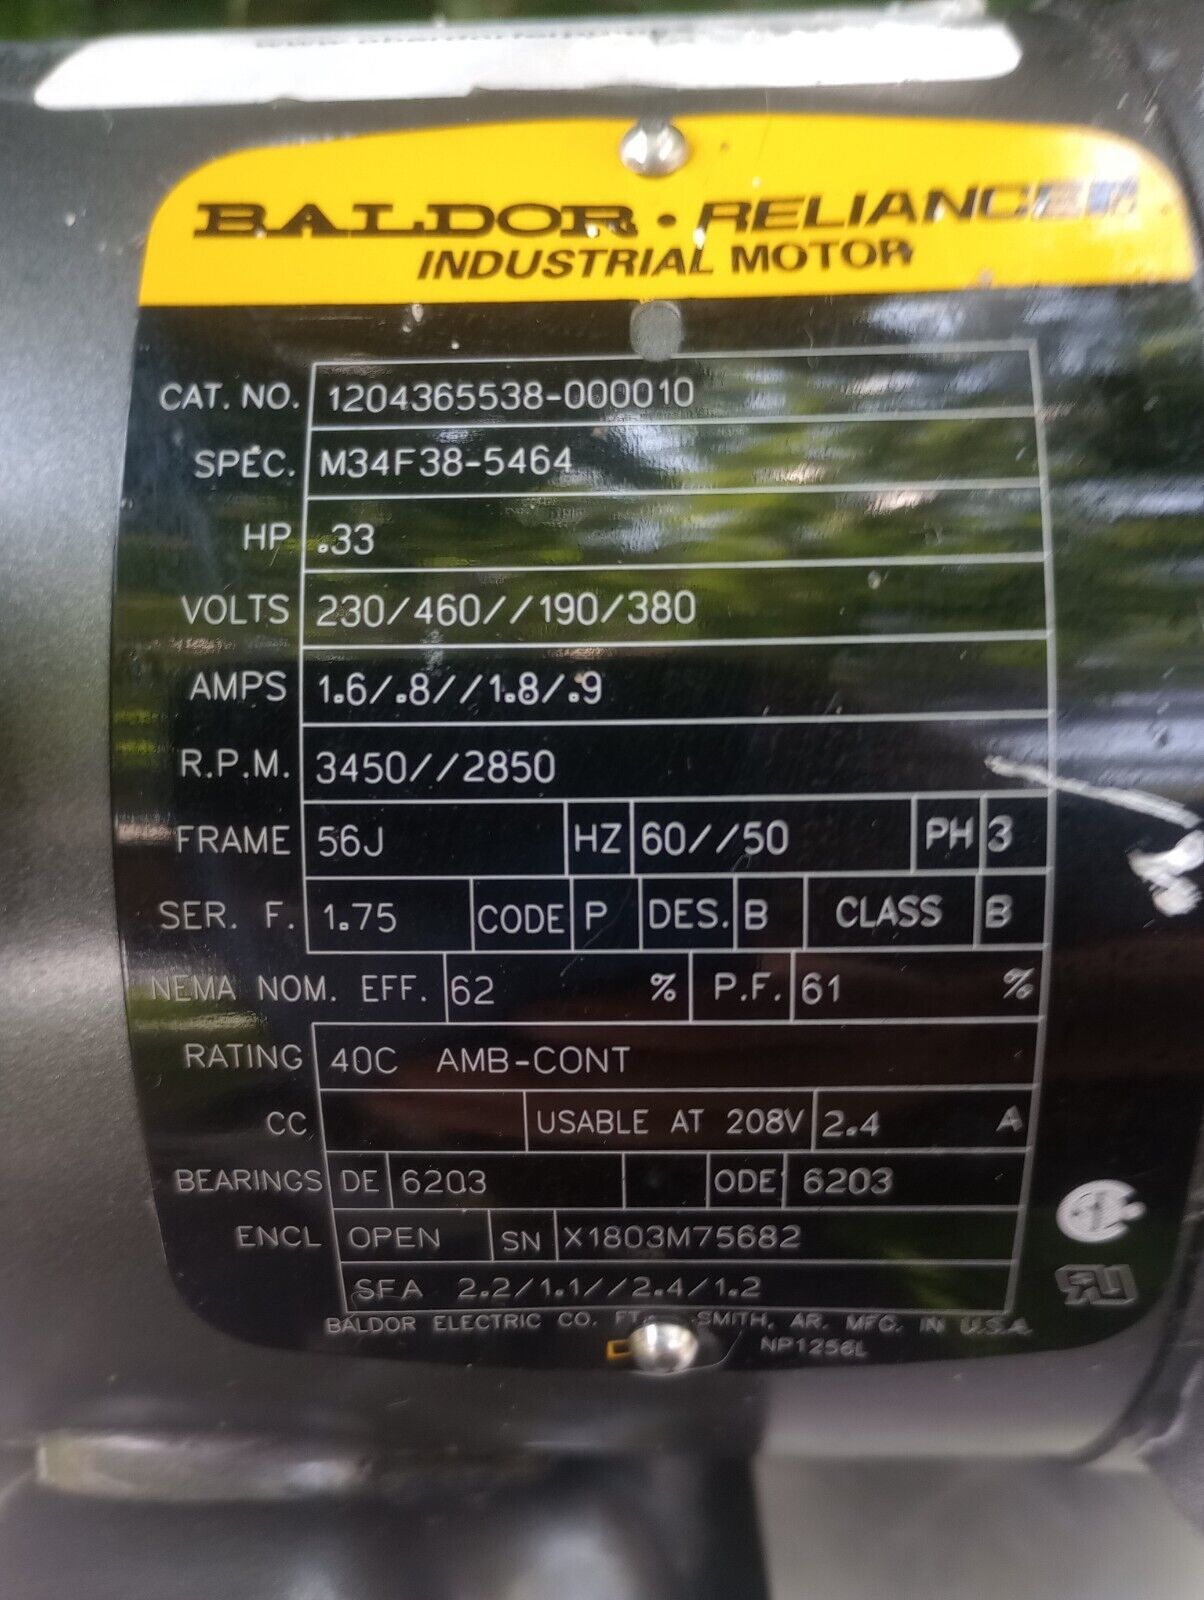 BALDOR • RELIANCE
INDUSTRIAL MOTOR
CAT. NO. 1204365538-000010
SPEC. M34F38-5464
HP .33
VOLTS 230/460//190/380
AMPS 1.6/.8//1.8/.9
R.P.M. 3450//2850
FRAME 56J HZ 60//50 PH 3
SER. F. 1.75 CODE P DES. B CLASS B
NEMA NOM. EFF. 62 % P.F. 61 %
RATING 40C AMB-CONT
CC USABLE AT 208V 2.4 A
BEARINGS DE 6203 ODE 6203
ENCL OPEN SN X1803M75682
SFA 2.2/1.1//2.4/1.2
BALDOR ELECTRIC CO. FT. SMITH, AR. MFG. IN U.S.A.
NP1256L